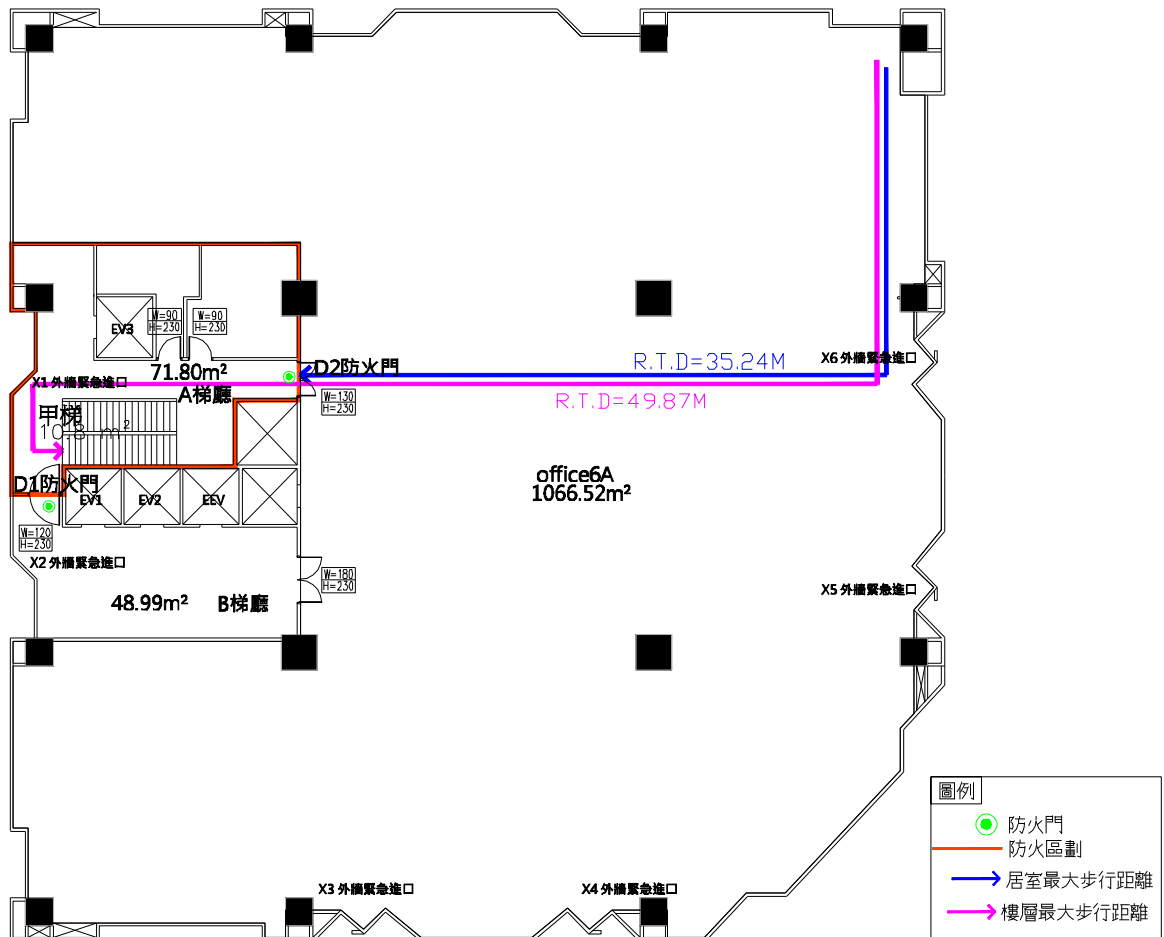 EV3
W=90
H=230
W=90
H=230
D2防火門
R.T.D=35.24M
X6 外牆緊急進口
71.80m²
X1 外牆緊急進口
A梯廳
W=130
H=230
R.T.D=49.87M
甲梯
m²
office6A
1066.52m²
D1防火門
EV1
EV2
EEV
W=120
H=230
X2 外牆緊急進口
W=180
H=230
X5 外牆緊急進口
48.99m²
B梯廳
圖例
防火門
防火區劃
居室最大步行距離
樓層最大步行距離
X3 外牆緊急進口
X4 外牆緊急進口